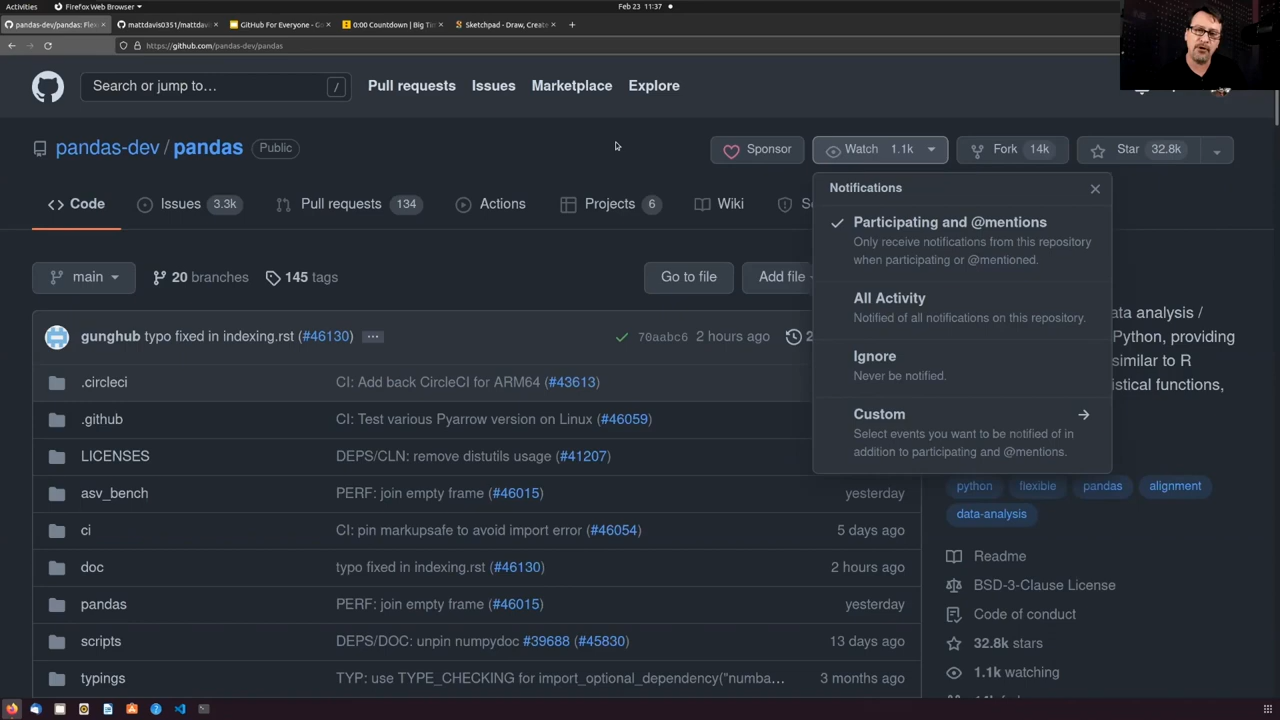 Activities
Firefox Web Browser
Feb 23 11:37
pandas-dev/pandas: Fle
mattdavis0351/mattdavi
GitHub For Everyone - Go
0:00 Countdown | Big Ti
Sketchpad - Draw, Create
https://github.com/pandas-dev/pandas
Search or jump to…
/
Pull requests
Issues
Marketplace
Explore
pandas-dev / pandas
Public
Sponsor
Watch 1.1k
Fork 14k
Star 32.8k
Notifications
Code
Issues 3.3k
Pull requests 134
Actions
Projects 6
Wiki
Participating and @mentions
Only receive notifications from this repository
when participating or @mentioned.
All Activity
Notified of all notifications on this repository.
Ignore
Never be notified.
Custom
Select events you want to be notified of in
addition to participating and @mentions.
main
20 branches
145 tags
Go to file
Add file
gunghub typo fixed in indexing.rst (#46130)
70aabc6 2 hours ago
.circleci
CI: Add back CircleCI for ARM64 (#43613)
.github
CI: Test various Pyarrow version on Linux (#46059)
LICENSES
DEPS/CLN: remove distutils usage (#41207)
asv_bench
PERF: join empty frame (#46015)
yesterday
ci
CI: pin markupsafe to avoid import error (#46054)
5 days ago
doc
typo fixed in indexing.rst (#46130)
2 hours ago
pandas
PERF: join empty frame (#46015)
yesterday
scripts
DEPS/DOC: unpin numpydoc #39688 (#45830)
13 days ago
typings
TYP: use TYPE_CHECKING for import_optional_dependency("numba…
3 months ago
ata analysis /
Python, providing
similar to R
istical functions,
python
flexible
pandas
alignment
data-analysis
Readme
BSD-3-Clause License
Code of conduct
32.8k stars
1.1k watching